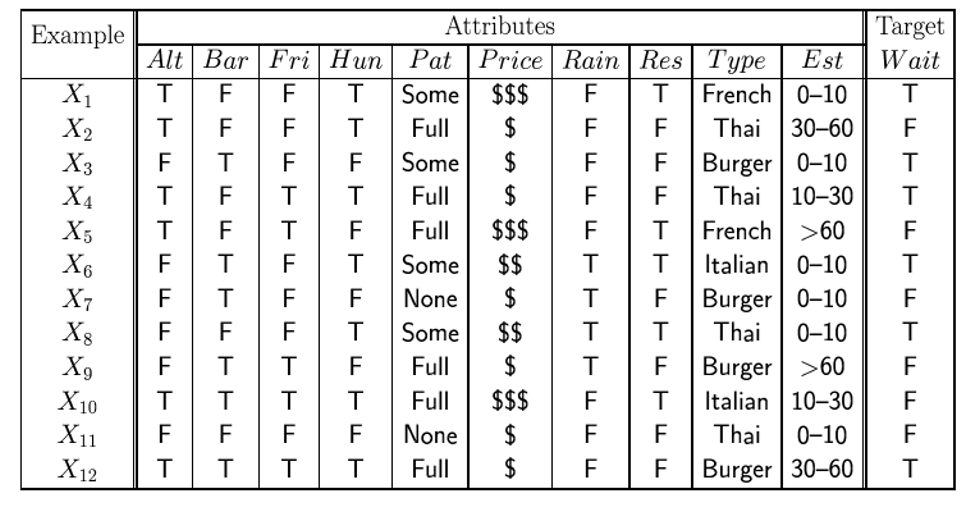 Example Attributes Target
Alt Bar Fri Hun Pat Price Rain Res Type Est Wait
X1 T F F T Some $$$ F T French 0–10 T
X2 T F F T Full $ F F Thai 30–60 F
X3 F T F F Some $ F F Burger 0–10 T
X4 T F T T Full $ F F Thai 10–30 T
X5 T F T F Full $$$ F T French >60 F
X6 F T F T Some $$ T T Italian 0–10 T
X7 F T F F None $ T F Burger 0–10 F
X8 F F F T Some $$ T T Thai 0–10 T
X9 F T T F Full $ T F Burger >60 F
X10 T T T T Full $$$ F T Italian 10–30 F
X11 F F F F None $ F F Thai 0–10 F
X12 T T T T Full $ F F Burger 30–60 T